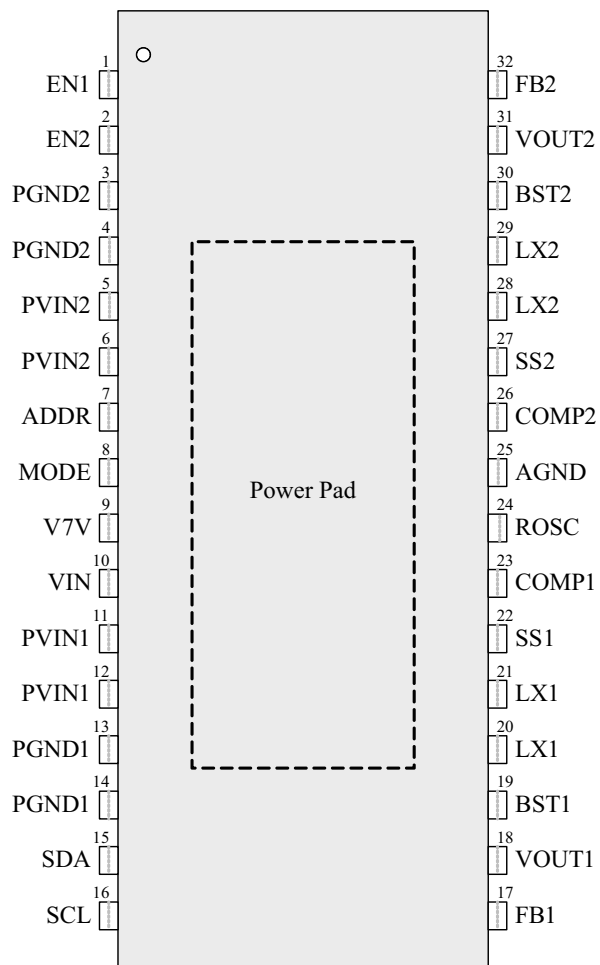 1
EN1
32
FB2
2
EN2
31
VOUT2
3
PGND2
30
BST2
4
PGND2
29
LX2
5
PVIN2
28
LX2
6
PVIN2
27
SS2
7
ADDR
26
COMP2
8
MODE
25
AGND
Power Pad
9
V7V
24
ROSC
10
VIN
23
COMP1
11
PVIN1
22
SS1
12
PVIN1
21
LX1
13
PGND1
20
LX1
14
PGND1
19
BST1
15
SDA
18
VOUT1
16
SCL
17
FB1